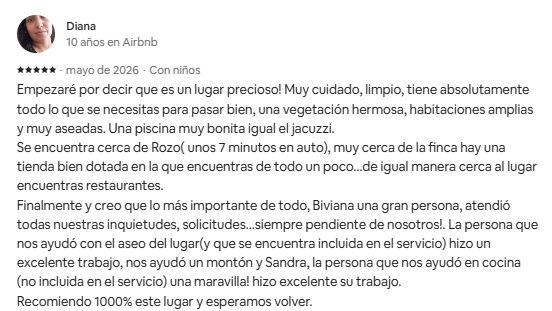 Diana
10 años en Airbnb
★★★★★ · mayo de 2026 · Con niños
Empezaré por decir que es un lugar precioso! Muy cuidado, limpio, tiene absolutamente
todo lo que se necesitas para pasar bien, una vegetación hermosa, habitaciones amplias
y muy aseadas. Una piscina muy bonita igual el jacuzzi.
Se encuentra cerca de Rozo( unos 7 minutos en auto), muy cerca de la finca hay una
tienda bien dotada en la que encuentras de todo un poco...de igual manera cerca al lugar
encuentras restaurantes.
Finalmente y creo que lo más importante de todo, Biviana una gran persona, atendió
todas nuestras inquietudes, solicitudes...siempre pendiente de nosotros!. La persona que
nos ayudó con el aseo del lugar(y que se encuentra incluida en el servicio) hizo un
excelente trabajo, nos ayudó un montón y Sandra, la persona que nos ayudó en cocina
(no incluida en el servicio) una maravilla! hizo excelente su trabajo.
Recomiendo 1000% este lugar y esperamos volver.